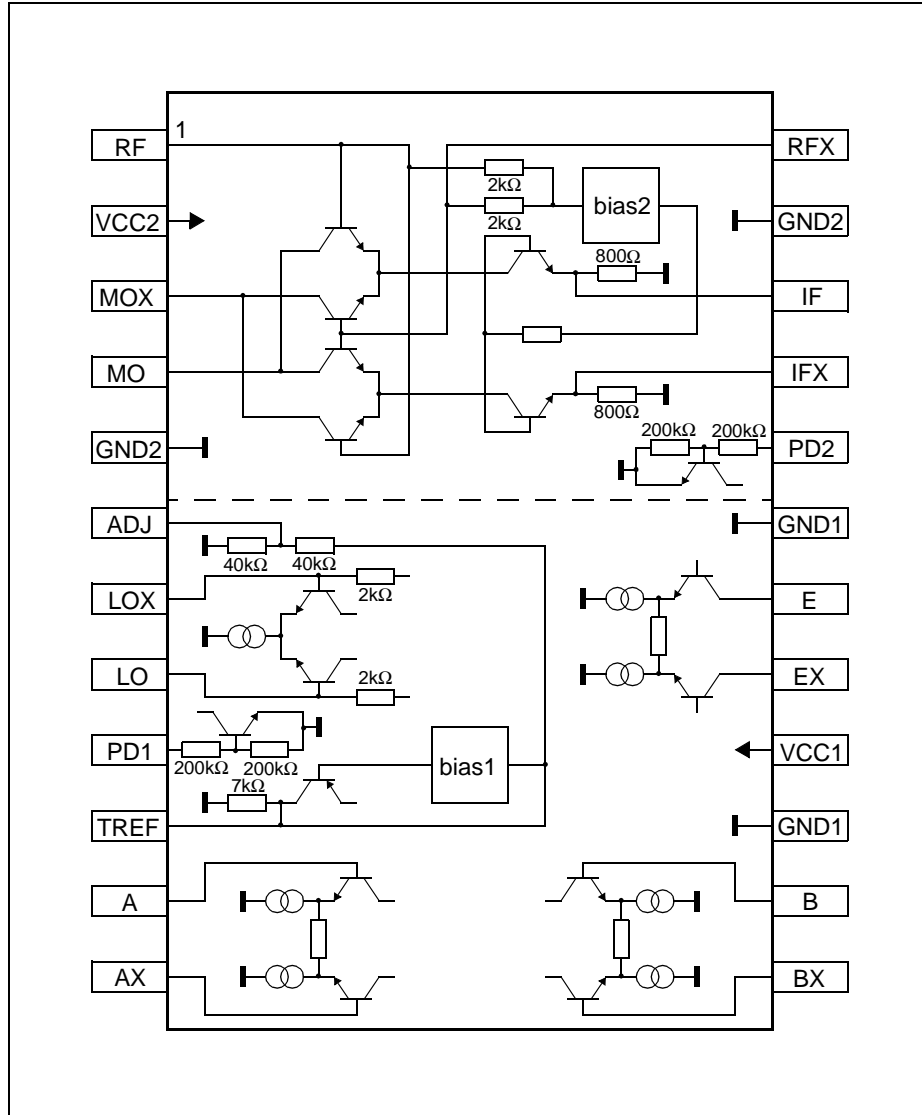 1
RF
RFX
2kΩ
VCC2
2kΩ
bias2
GND2
800Ω
MOX
IF
MO
IFX
800Ω
200kΩ 200kΩ
GND2
PD2
ADJ
GND1
40kΩ 40kΩ
LOX
2kΩ
E
LO
2kΩ
EX
PD1
200kΩ 200kΩ
bias1
VCC1
7kΩ
TREF
GND1
A
B
AX
BX